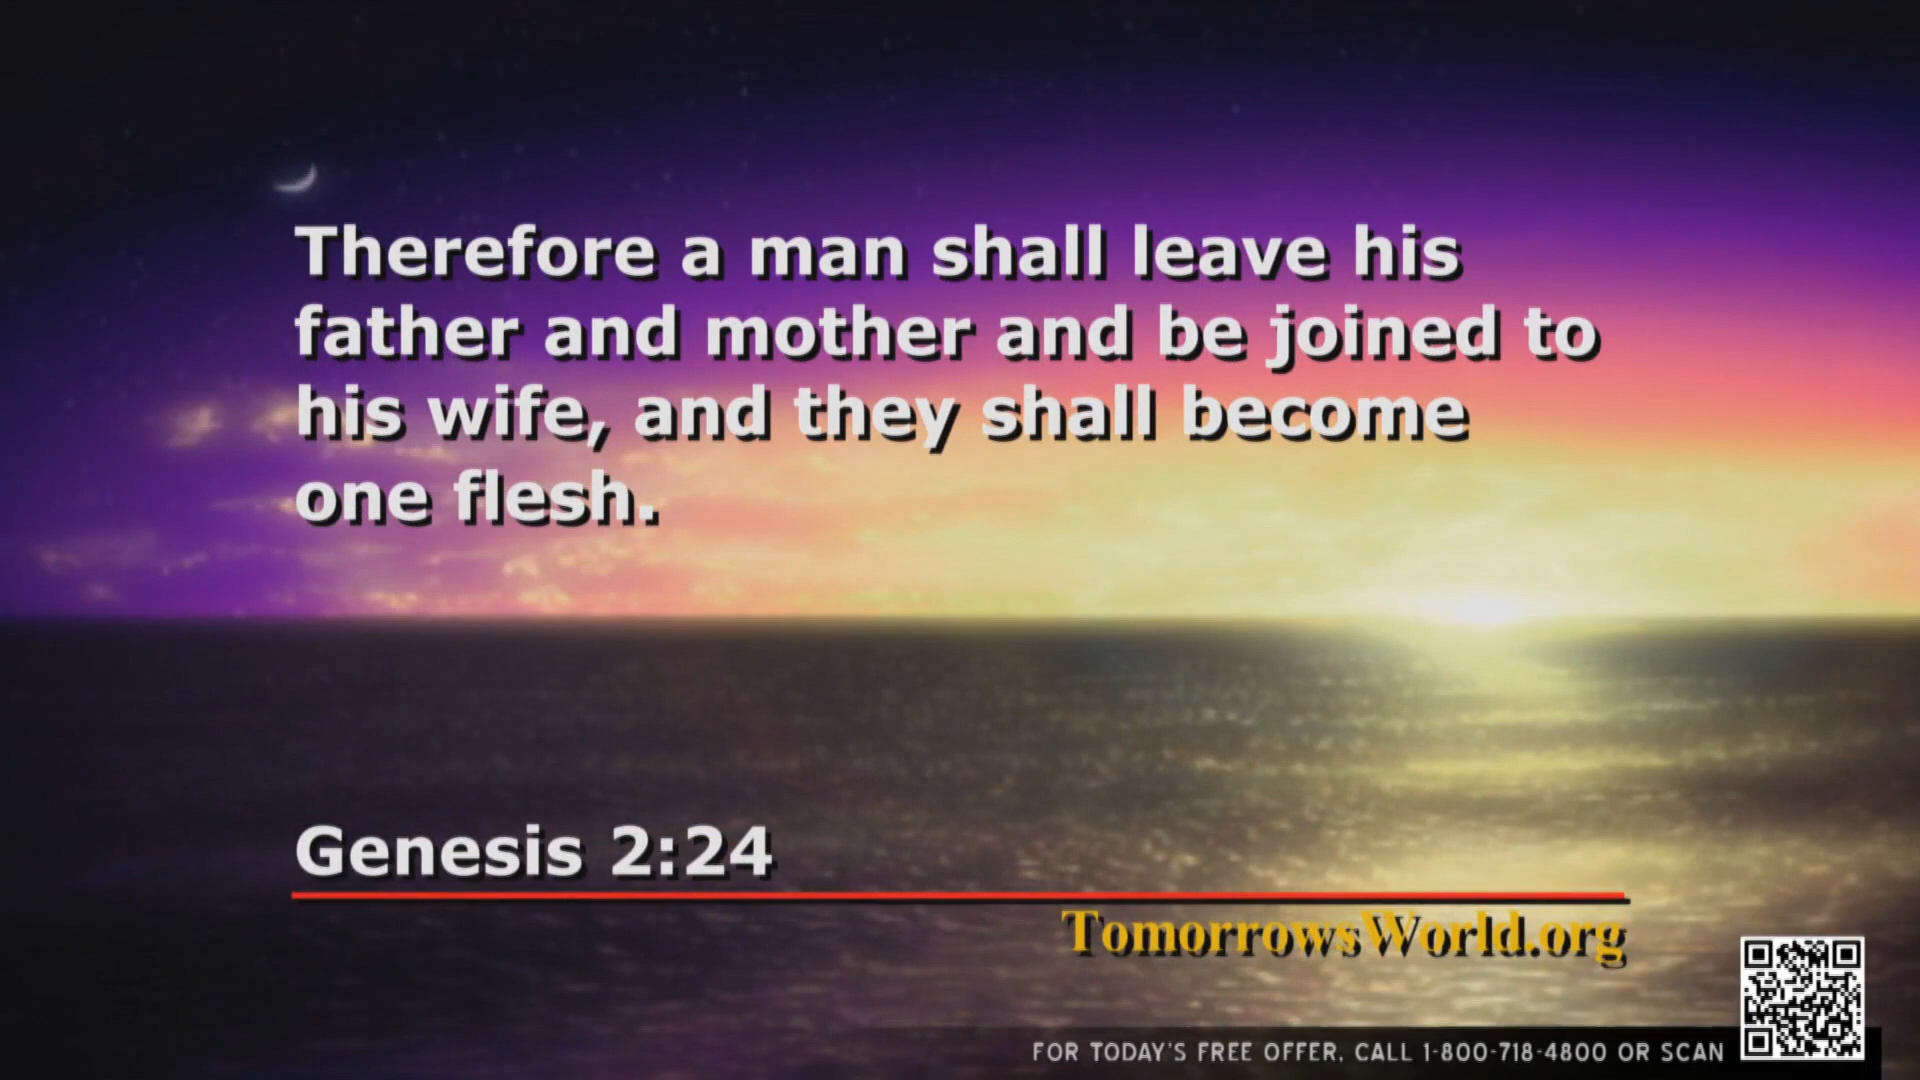 Therefore a man shall leave his
father and mother and be joined to
his wife, and they shall become
one flesh.
Genesis 2:24
TomorrowsWorld.org
FOR TODAY'S FREE OFFER, CALL 1-800-718-4800 OR SCAN